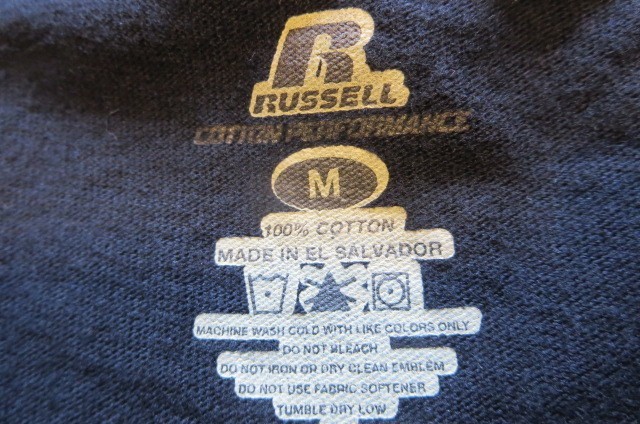 R
RUSSELL
COTTON PERFORMANCE
M
100% COTTON
MADE IN EL SALVADOR
MACHINE WASH COLD WITH LIKE COLORS ONLY
DO NOT BLEACH
DO NOT IRON OR DRY CLEAN EMBLEM
DO NOT USE FABRIC SOFTENER
TUMBLE DRY LOW